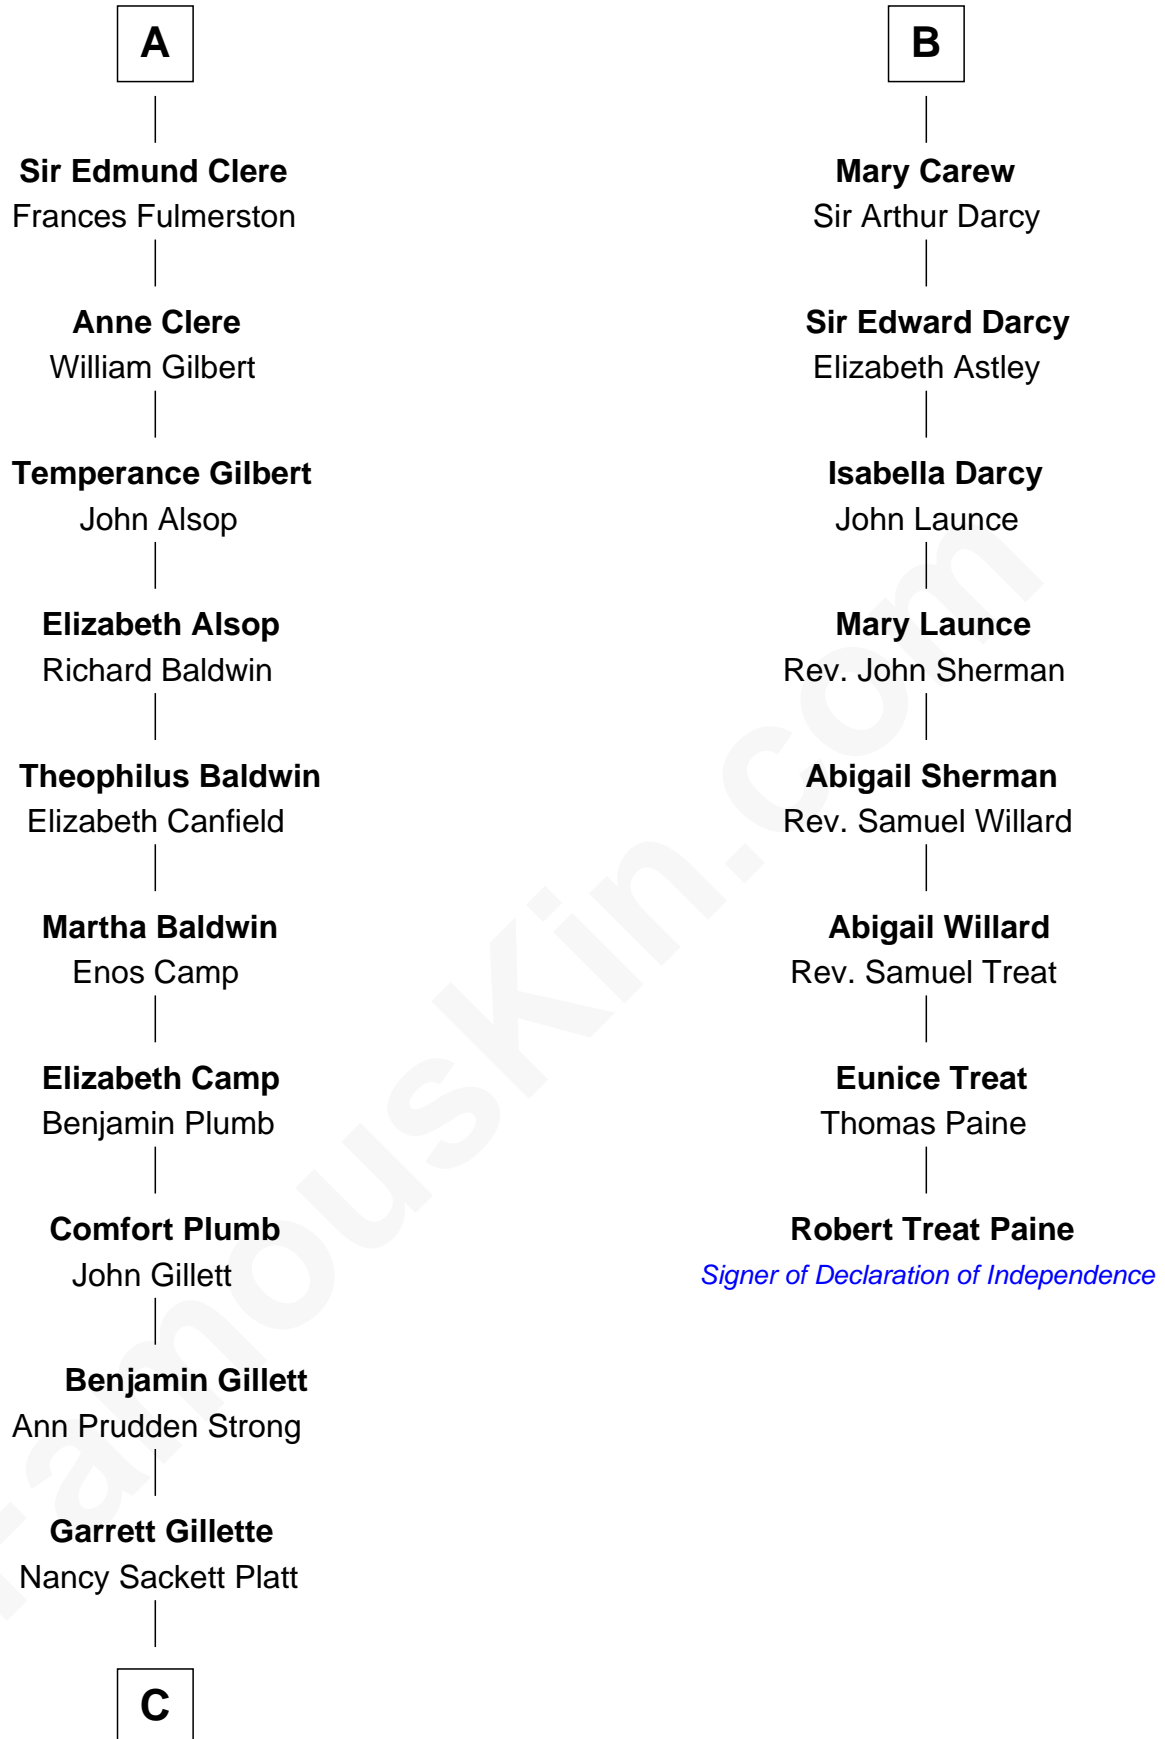 A
Sir Edmund Clere
Frances Fulmerston
Anne Clere
William Gilbert
Temperance Gilbert
John Alsop
Elizabeth Alsop
Richard Baldwin
Theophilus Baldwin
Elizabeth Canfield
Martha Baldwin
Enos Camp
Elizabeth Camp
Benjamin Plumb
Comfort Plumb
John Gillett
Benjamin Gillett
Ann Prudden Strong
Garrett Gillette
Nancy Sackett Platt
C
B
Mary Carew
Sir Arthur Darcy
Sir Edward Darcy
Elizabeth Astley
Isabella Darcy
John Launce
Mary Launce
Rev. John Sherman
Abigail Sherman
Rev. Samuel Willard
Abigail Willard
Rev. Samuel Treat
Eunice Treat
Thomas Paine
Robert Treat Paine
Signer of Declaration of Independence
FamousKin.com